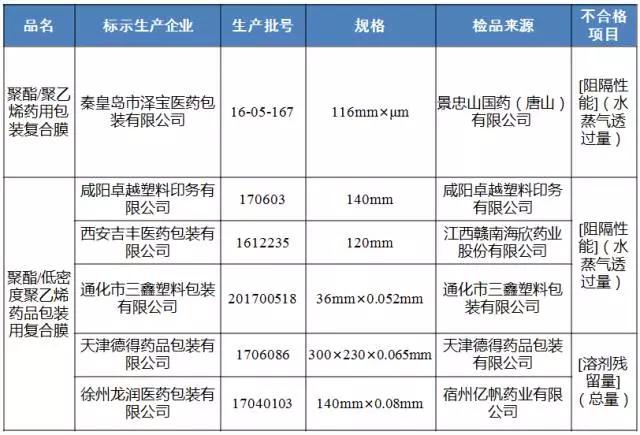 品名 标示生产企业 生产批号 规格 检品来源 不合格
项目
聚酯/聚乙
烯药用包
装复合膜
秦皇岛市泽宝医药包
装有限公司
16-05-167
116mm×μm
景忠山国药（唐山）
有限公司
[阻隔性
能]（水
蒸气透
过量）
聚酯/低密
度聚乙烯
药品包装
用复合膜
咸阳卓越塑料印务有
限公司
170603
140mm
咸阳卓越塑料印务
有限公司
[阻隔性
能]（水
蒸气透
过量）
西安吉丰医药包装有
限公司
1612235
120mm
江西赣南海欣药业
股份有限公司
通化市三鑫塑料包装
有限公司
201700518
36mm×0.052mm
通化市三鑫塑料包
装有限公司
天津德得药品包装有
限公司
1706086
300×230×0.065mm
天津德得药品包装
有限公司
[溶剂残
留量]
（总量）
徐州龙润医药包装有
限公司
17040103
140mm×0.08mm
宿州亿帆药业有限
公司